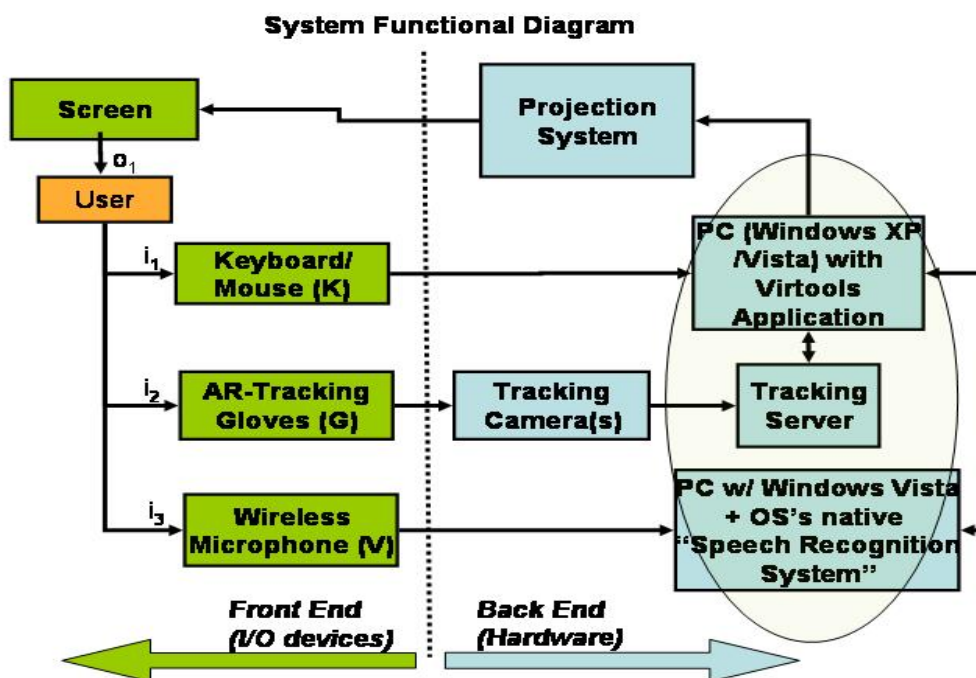 System Functional Diagram
Screen
Projection
System
o₁
User
i₁
Keyboard/
Mouse (K)
PC (Windows XP
/Vista) with
Virtools
Application
i₂
AR-Tracking
Gloves (G)
Tracking
Camera(s)
Tracking
Server
i₃
Wireless
Microphone (V)
PC w/ Windows Vista
+ OS's native
“Speech Recognition
System”
Front End
(I/O devices)
Back End
(Hardware)